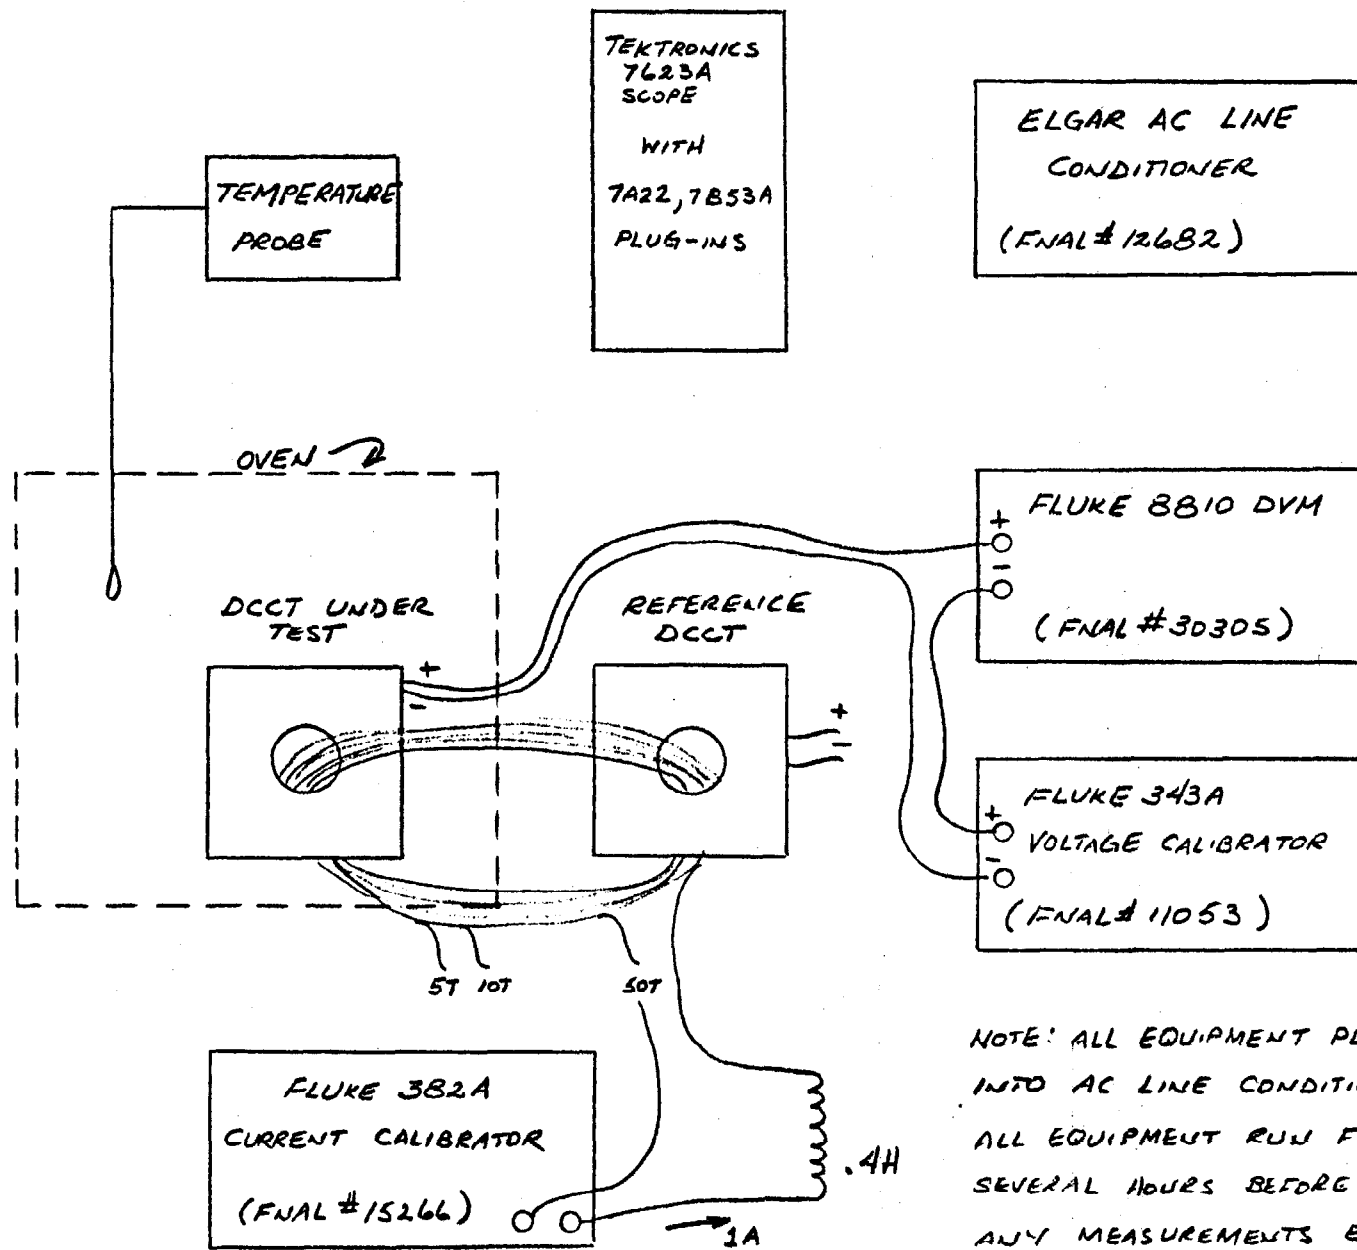 TEKTRONICS
7623A
SCOPE
WITH
7A22, 7B53A
PLUG-INS
ELGAR AC LINE
CONDITIONER
(FNAL # 12682)
TEMPERATURE
PROBE
OVEN
DCCT UNDER
TEST
+
-
REFERENCE
DCCT
+
-
FLUKE 8810 DVM
+
-
(FNAL # 30305)
FLUKE 343A
+
VOLTAGE CALIBRATOR
-
(FNAL # 11053)
5T 10T 50T
FLUKE 382A
CURRENT CALIBRATOR
(FNAL # 15266)
.4H
1A
NOTE: ALL EQUIPMENT
INTO AC LINE
ALL EQUIPMENT RUN
SEVERAL HOURS BEFORE
ANY MEASUREMENTS